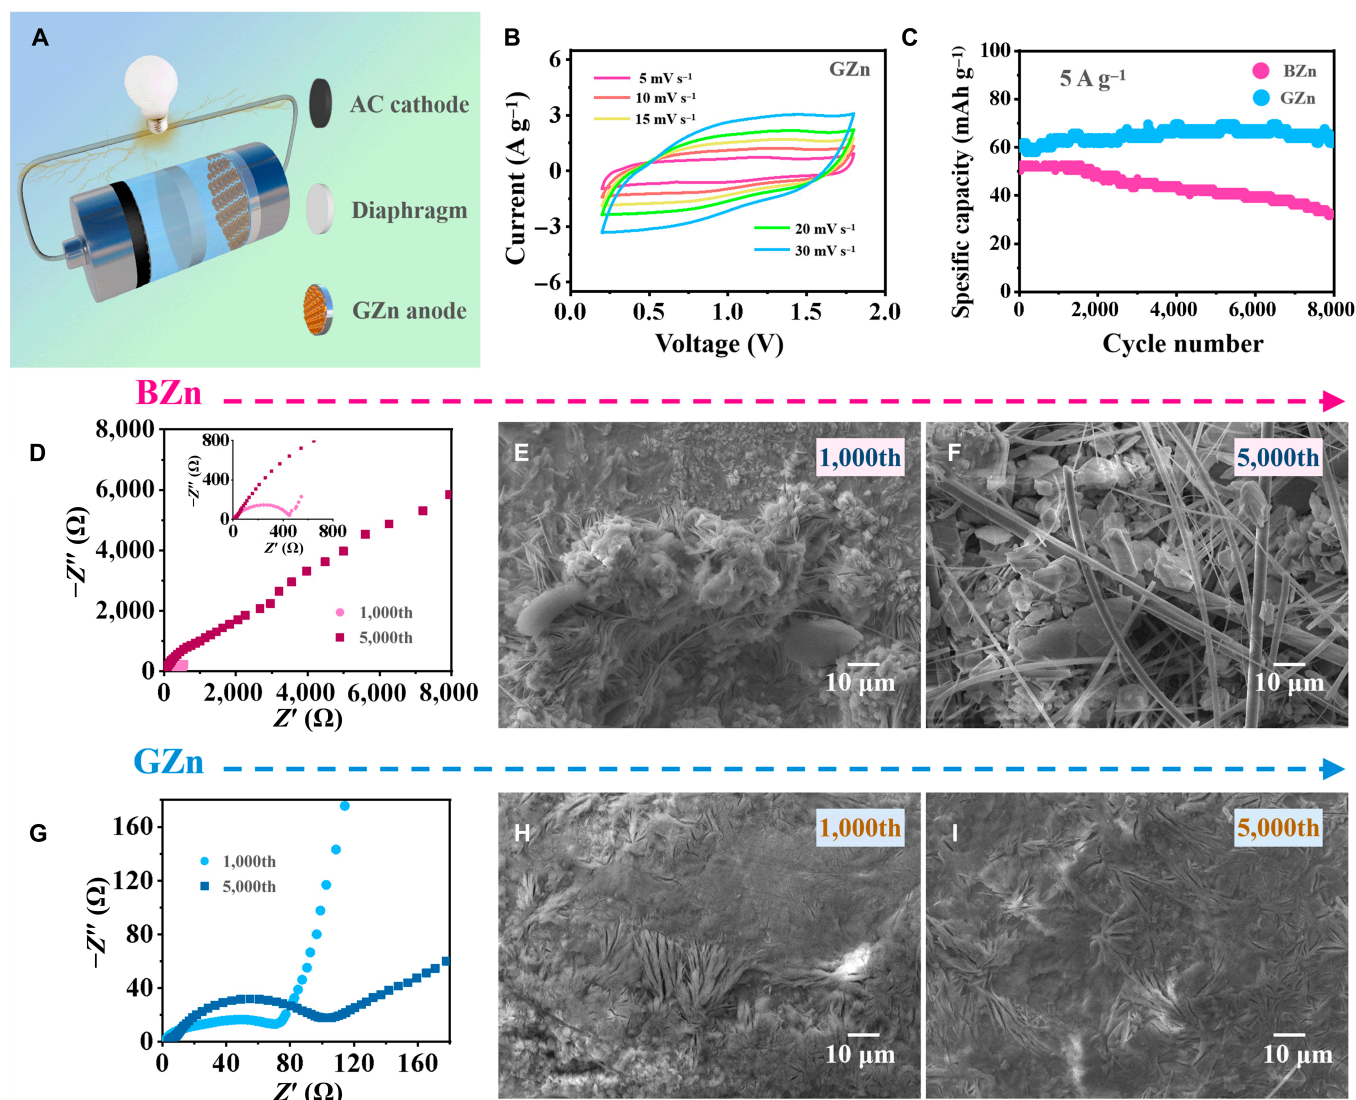 A
AC cathode
Diaphragm
GZn anode
B
GZn
5 mV s⁻¹
10 mV s⁻¹
15 mV s⁻¹
20 mV s⁻¹
30 mV s⁻¹
6
3
0
−3
−6
Current (A g⁻¹)
0.0 0.5 1.0 1.5 2.0
Voltage (V)
C
5 A g⁻¹
BZn
GZn
100
80
60
40
20
0
Spesific capacity (mAh g⁻¹)
0 2,000 4,000 6,000 8,000
Cycle number
BZn
D
8,000
6,000
4,000
2,000
0
−Z″ (Ω)
800
400
0
−Z″ (Ω)
0 400 800
Z′ (Ω)
1,000th
5,000th
0 2,000 4,000 6,000 8,000
Z′ (Ω)
E
1,000th
10 µm
F
5,000th
10 µm
GZn
G
160
120
80
40
0
−Z″ (Ω)
1,000th
5,000th
0 40 80 120 160
Z′ (Ω)
H
1,000th
10 µm
I
5,000th
10 µm